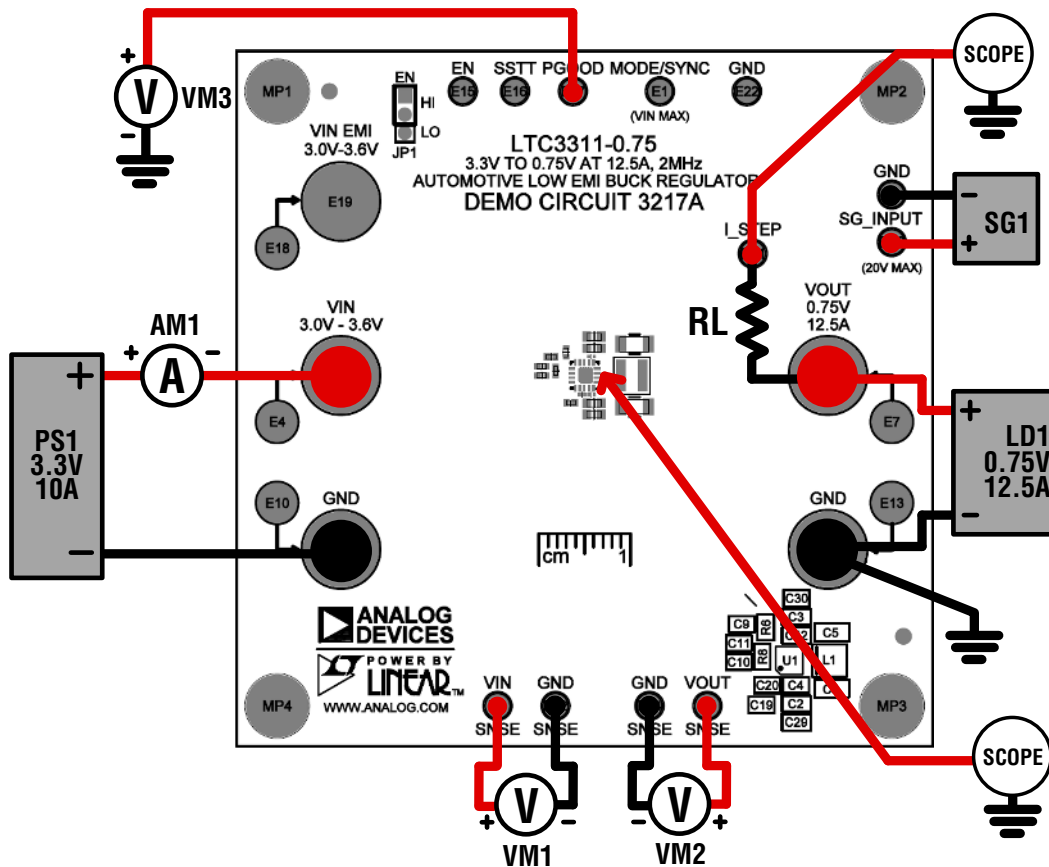 +
V
VM3
−
SCOPE
MP1
EN
HI
LO
JP1
EN
E15
SSTT
E16
PGOOD
MODE/SYNC
E1
(VIN MAX)
GND
E22
MP2
VIN EMI
3.0V-3.6V
E19
E18
LTC3311-0.75
3.3V TO 0.75V AT 12.5A, 2MHz
AUTOMOTIVE LOW EMI BUCK REGULATOR
DEMO CIRCUIT 3217A
GND
SG_INPUT
(20V MAX)
−
+
SG1
I_STEP
RL
VIN
3.0V - 3.6V
VOUT
0.75V
12.5A
AM1
+
A
−
+
PS1
3.3V
10A
−
E4
E10
GND
E7
E13
GND
+
LD1
0.75V
12.5A
−
cm 1
ANALOG
DEVICES
POWER BY
LINEAR™
WWW.ANALOG.COM
MP4
C30
C3
C9
R6
C5
C11
C10
R8
U1
L1
C20
C4
C19
C2
C29
MP3
VIN
SNSE
GND
SNSE
GND
SNSE
VOUT
SNSE
+
V
−
VM1
−
V
+
VM2
SCOPE